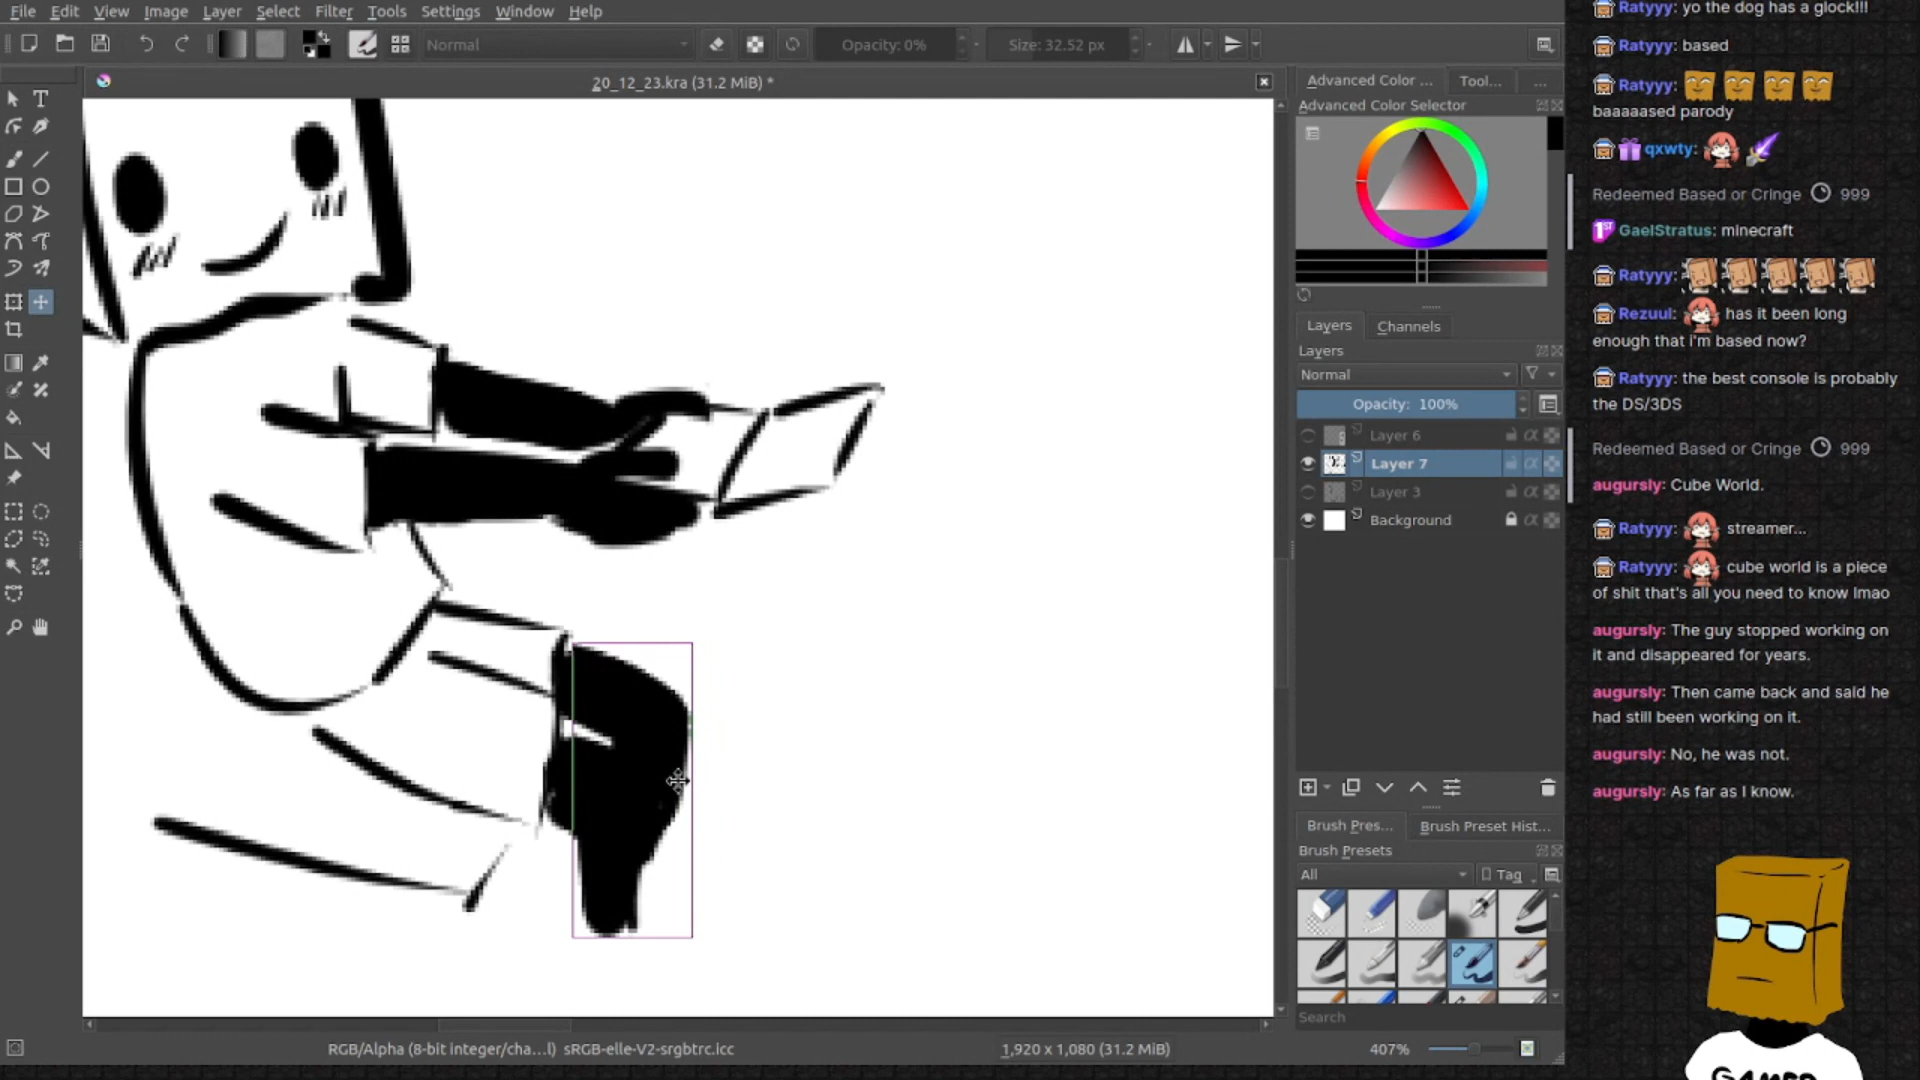 File Edit View Image Layer Select Filter Tools Settings Window Help
Normal
Opacity: 0%
Size: 32.52 px
20_12_23.kra (31.2 MiB) *
Advanced Color ...
Tool...
...
Advanced Color Selector
Layers
Channels
Layers
Normal
Opacity: 100%
Layer 6
Layer 7
Layer 3
Background
Brush Pres...
Brush Preset Hist...
Brush Presets
All
Tag
Search
RGB/Alpha (8-bit integer/cha...l) sRGB-elle-V2-srgbtrc.icc
1,920 x 1,080 (31.2 MiB)
407%
Ratyyy: yo the dog has a glock!!!
Ratyyy: based
Ratyyy:
baaaaased parody
qxwty:
Redeemed Based or Cringe 999
1ST GaelStratus: minecraft
Ratyyy:
Rezuul: has it been long
enough that i'm based now?
Ratyyy: the best console is probably
the DS/3DS
Redeemed Based or Cringe 999
augursly: Cube World.
Ratyyy: streamer...
Ratyyy: cube world is a piece
of shit that's all you need to know lmao
augursly: The guy stopped working on
it and disappeared for years.
augursly: Then came back and said he
had still been working on it.
augursly: No, he was not.
augursly: As far as I know.
GAMER